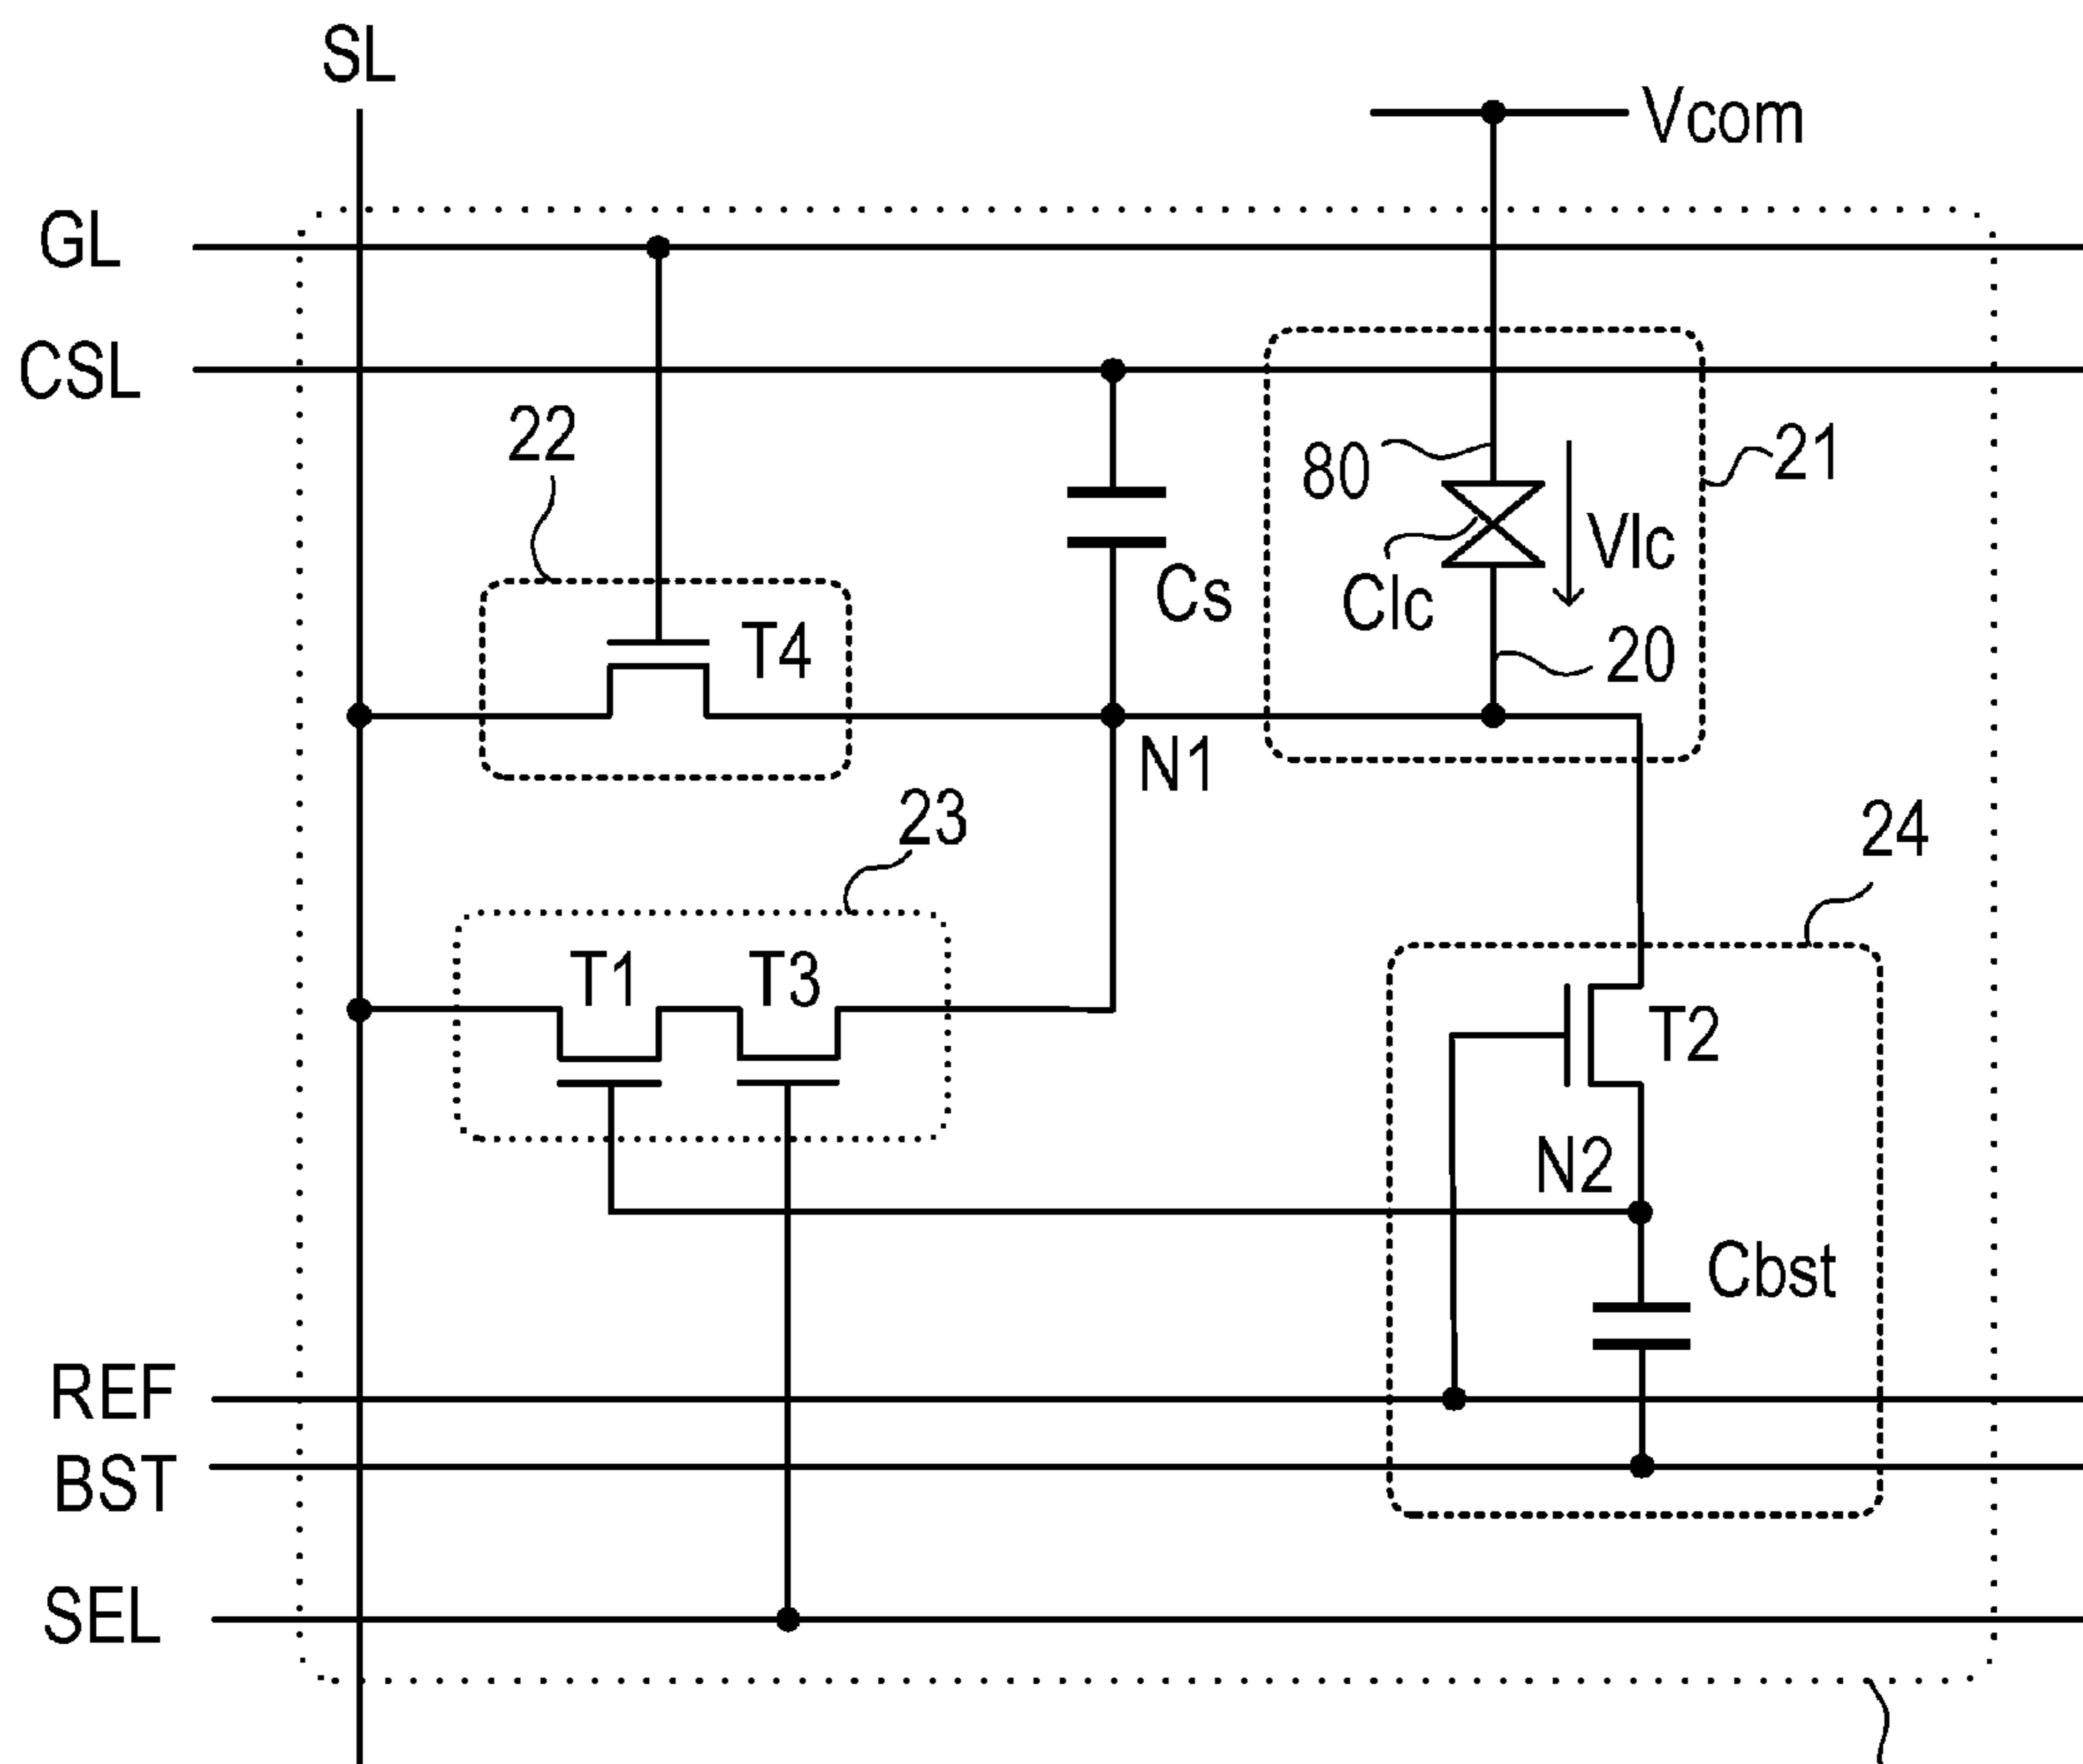 SL
Vcom
GL
CSL
22
80
21
Vlc
Clc
Cs
T4
20
N1
23
24
T1
T3
T2
N2
Cbst
REF
BST
SEL